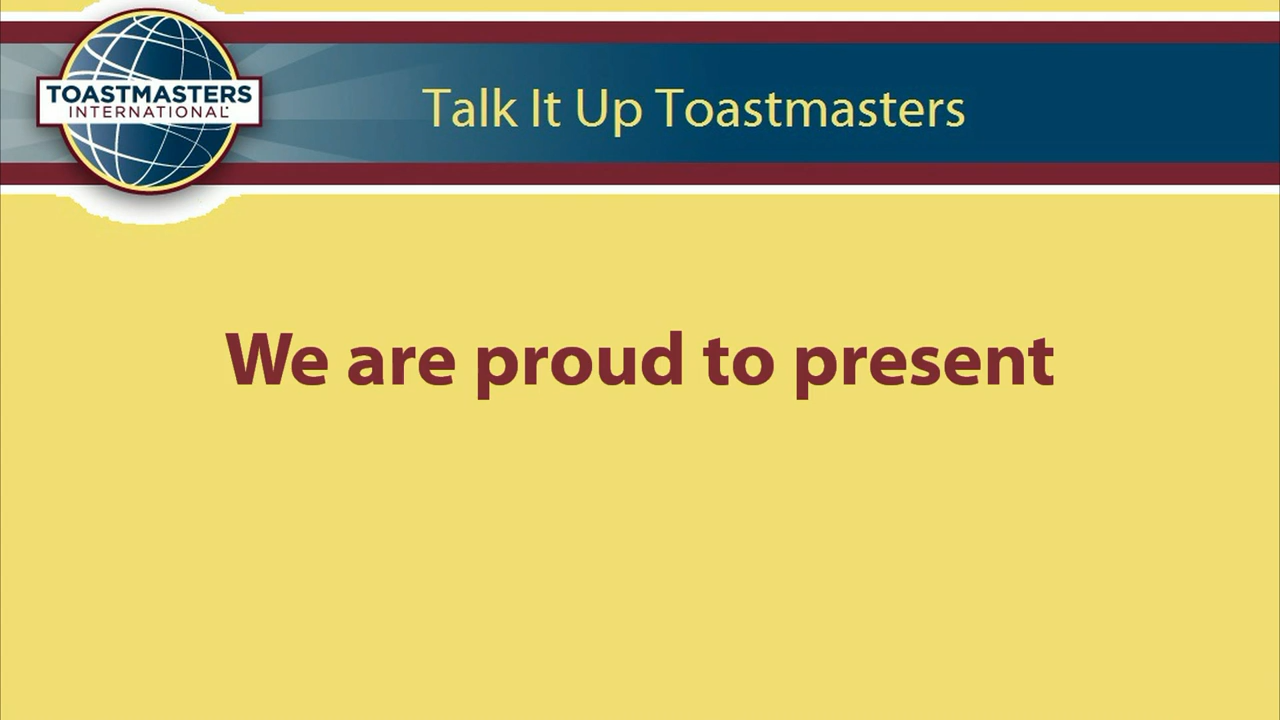 TOASTMASTERS
INTERNATIONAL
Talk It Up Toastmasters
We are proud to present